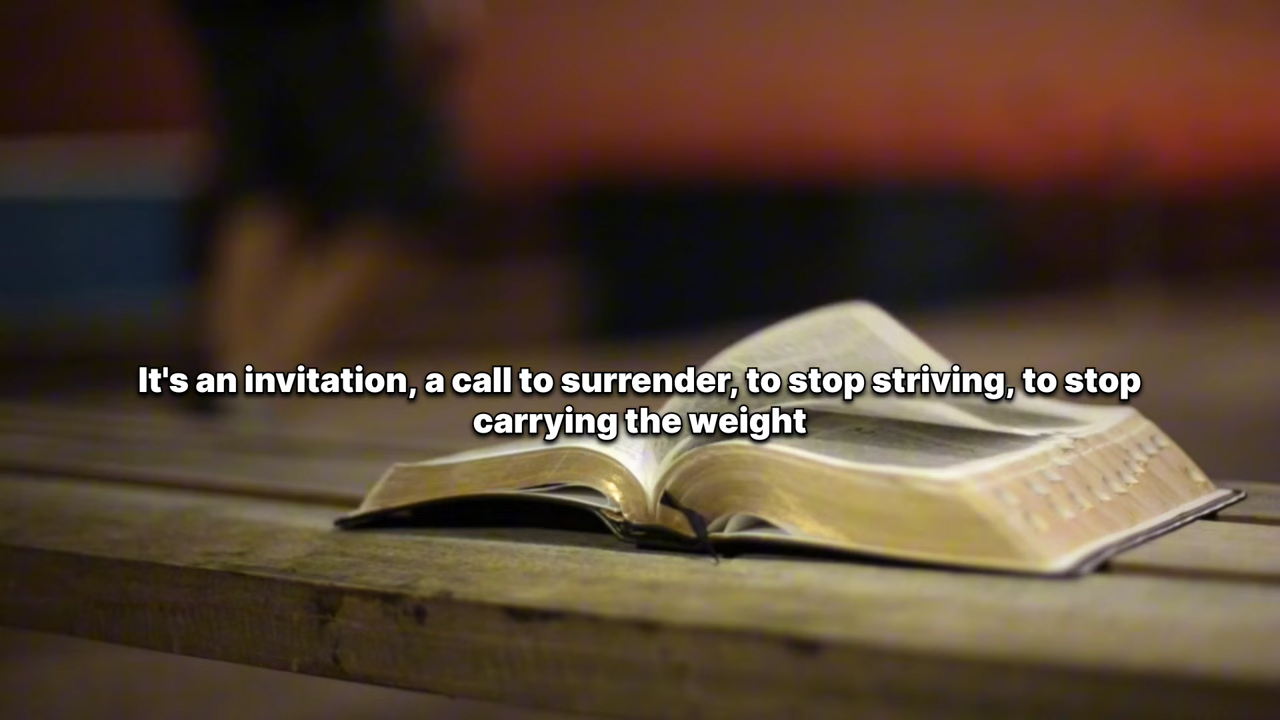 It's an invitation, a call to surrender, to stop striving, to stop
carrying the weight